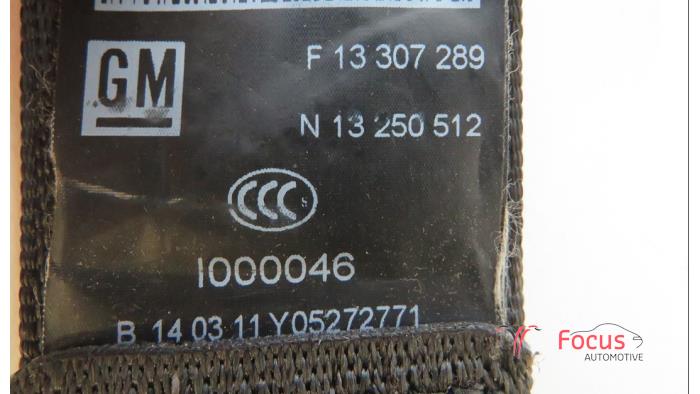 GM
F 13 307 289
N 13 250 512
CCC S
I000046
B 14 03 11 Y05272771
Focus
AUTOMOTIVE